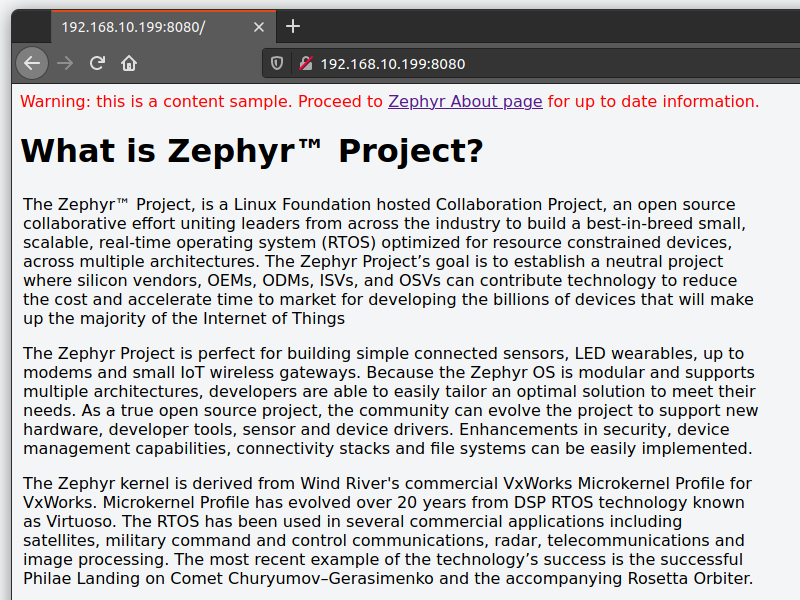 192.168.10.199:8080/
192.168.10.199:8080
Warning: this is a content sample. Proceed to Zephyr About page for up to date information.
What is Zephyr™ Project?
The Zephyr™ Project, is a Linux Foundation hosted Collaboration Project, an open source
collaborative effort uniting leaders from across the industry to build a best-in-breed small,
scalable, real-time operating system (RTOS) optimized for resource constrained devices,
across multiple architectures. The Zephyr Project’s goal is to establish a neutral project
where silicon vendors, OEMs, ODMs, ISVs, and OSVs can contribute technology to reduce
the cost and accelerate time to market for developing the billions of devices that will make
up the majority of the Internet of Things
The Zephyr Project is perfect for building simple connected sensors, LED wearables, up to
modems and small IoT wireless gateways. Because the Zephyr OS is modular and supports
multiple architectures, developers are able to easily tailor an optimal solution to meet their
needs. As a true open source project, the community can evolve the project to support new
hardware, developer tools, sensor and device drivers. Enhancements in security, device
management capabilities, connectivity stacks and file systems can be easily implemented.
The Zephyr kernel is derived from Wind River's commercial VxWorks Microkernel Profile for
VxWorks. Microkernel Profile has evolved over 20 years from DSP RTOS technology known
as Virtuoso. The RTOS has been used in several commercial applications including
satellites, military command and control communications, radar, telecommunications and
image processing. The most recent example of the technology’s success is the successful
Philae Landing on Comet Churyumov–Gerasimenko and the accompanying Rosetta Orbiter.